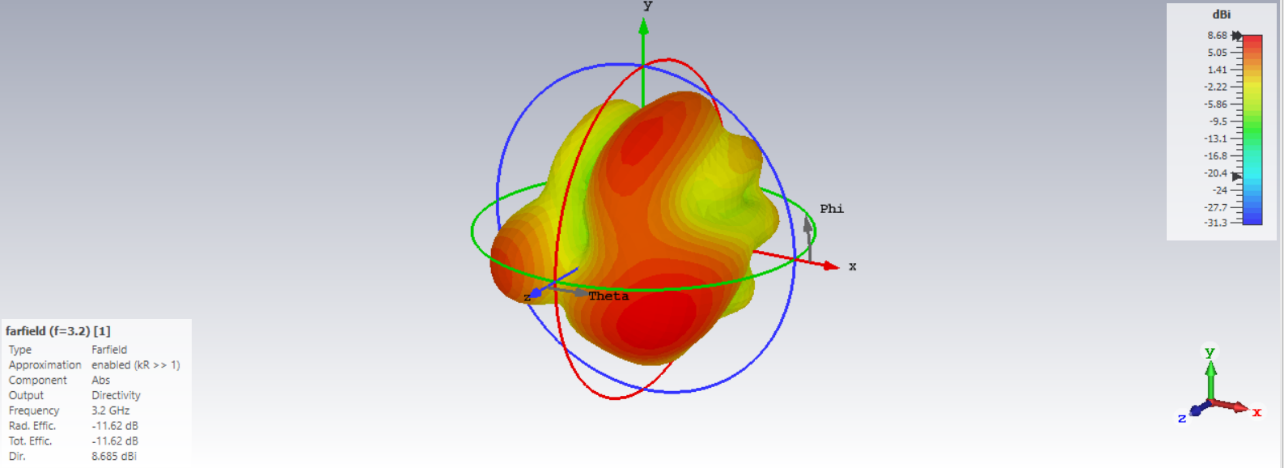 y
dBi
8.68
5.05
1.41
-2.22
-5.86
-9.5
-13.1
-16.8
-20.4
-24
-27.7
-31.3
Phi
x
z
Theta
farfield (f=3.2) [1]
Type Farfield
Approximation enabled (kR >> 1)
Component Abs
Output Directivity
Frequency 3.2 GHz
Rad. Effic. -11.62 dB
Tot. Effic. -11.62 dB
Dir. 8.685 dBi
y
z
x